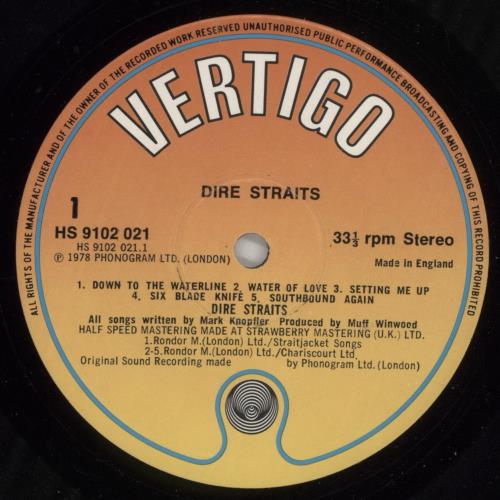 ALL RIGHTS OF THE MANUFACTURER AND OF THE OWNER OF THE RECORDED WORK RESERVED UNAUTHORISED PUBLIC PERFORMANCE BROADCASTING AND COPYING OF THIS RECORD PROHIBITED
VERTIGO
DIRE STRAITS
1
HS 9102 021
HS 9102 021.1
℗ 1978 PHONOGRAM LTD. (LONDON)
33⅓ rpm Stereo
Made in England
1. DOWN TO THE WATERLINE 2. WATER OF LOVE 3. SETTING ME UP
4. SIX BLADE KNIFE 5. SOUTHBOUND AGAIN
DIRE STRAITS
All songs written by Mark Knopfler Produced by Muff Winwood
HALF SPEED MASTERING MADE AT STRAWBERRY MASTERING (U.K.) LTD.
1.Rondor M.(London) Ltd./Straitjacket Songs
2-5.Rondor M.(London) Ltd./Chariscourt Ltd.
Original Sound Recording made by Phonogram Ltd.(London)